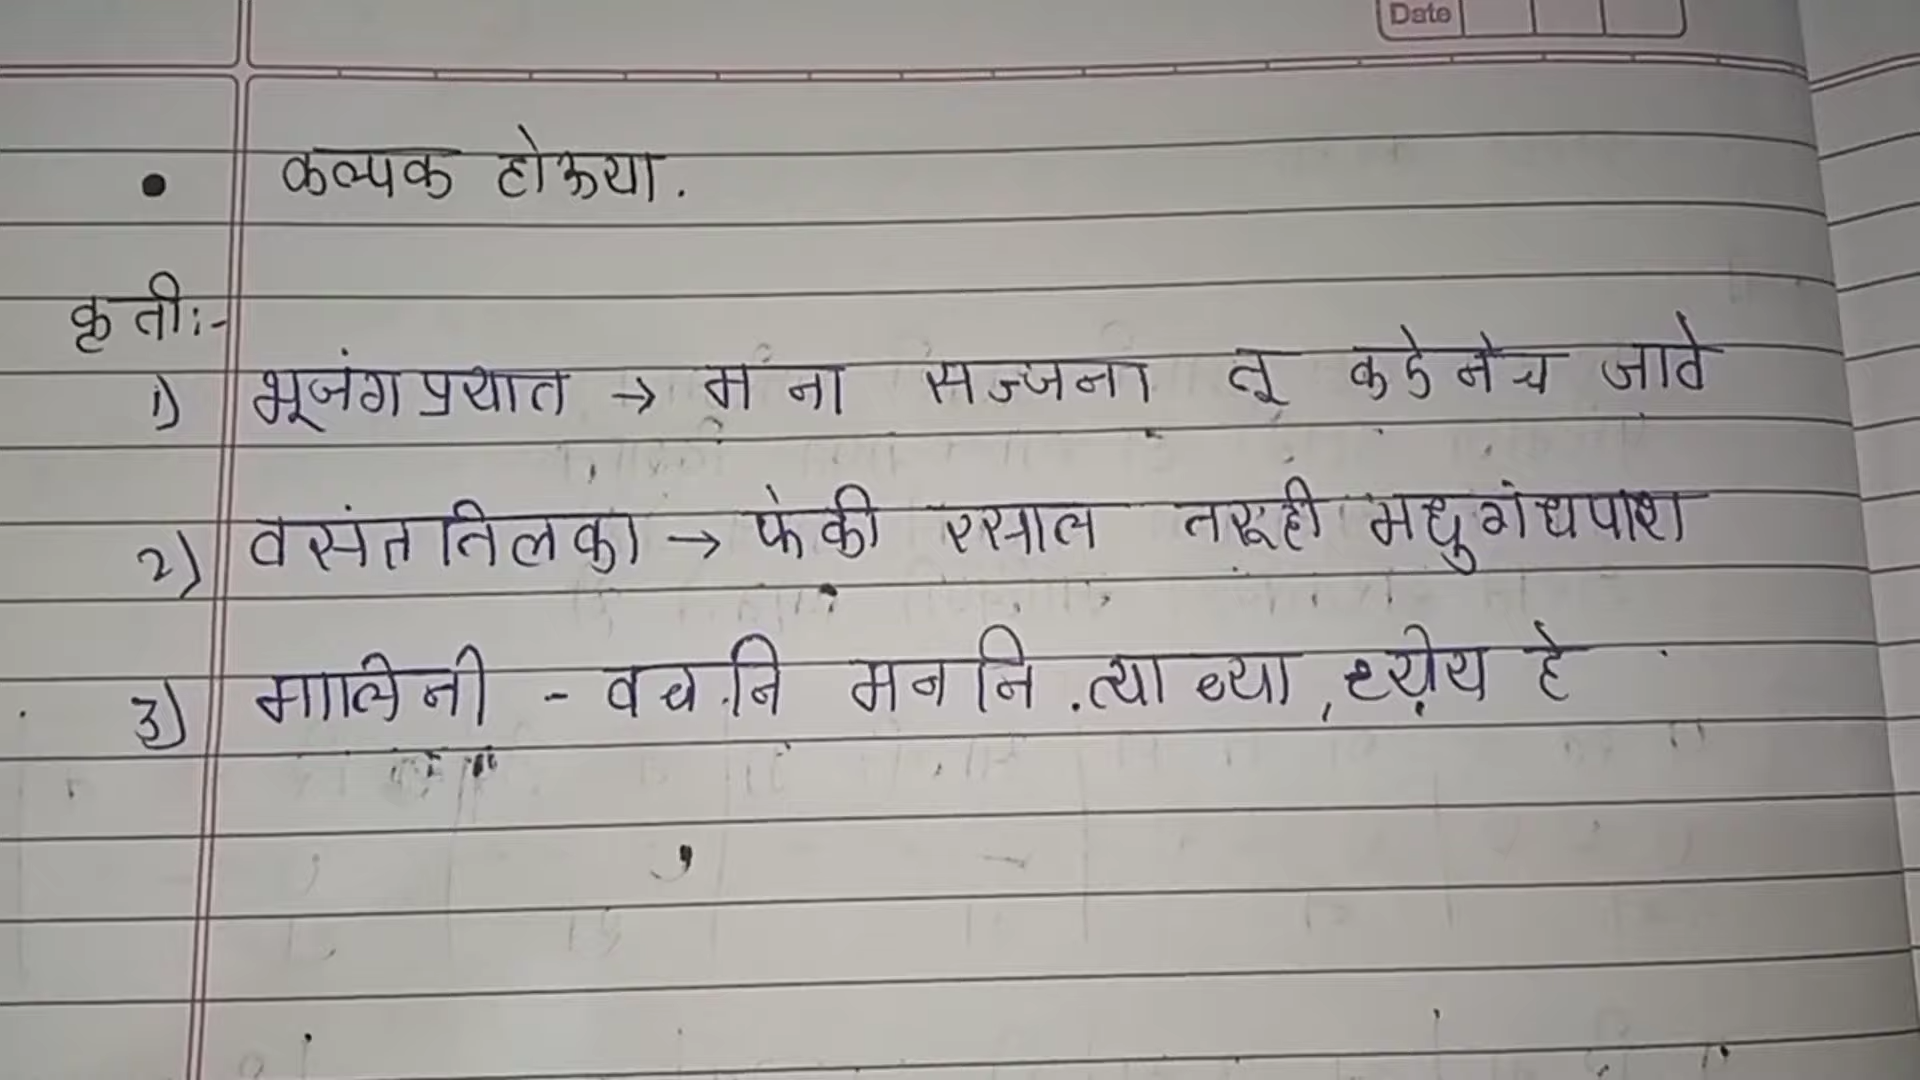 Date
• कल्पक होऊया.
कृती:-
1) भूजंगप्रयात → मना सज्जना तू कडेनेच जावे
2) वसंततिलका → फेकी रसाल तरूही मधुगंधपाश
3) मालिनी - वचनि मननि त्याच्या, ध्येय हे